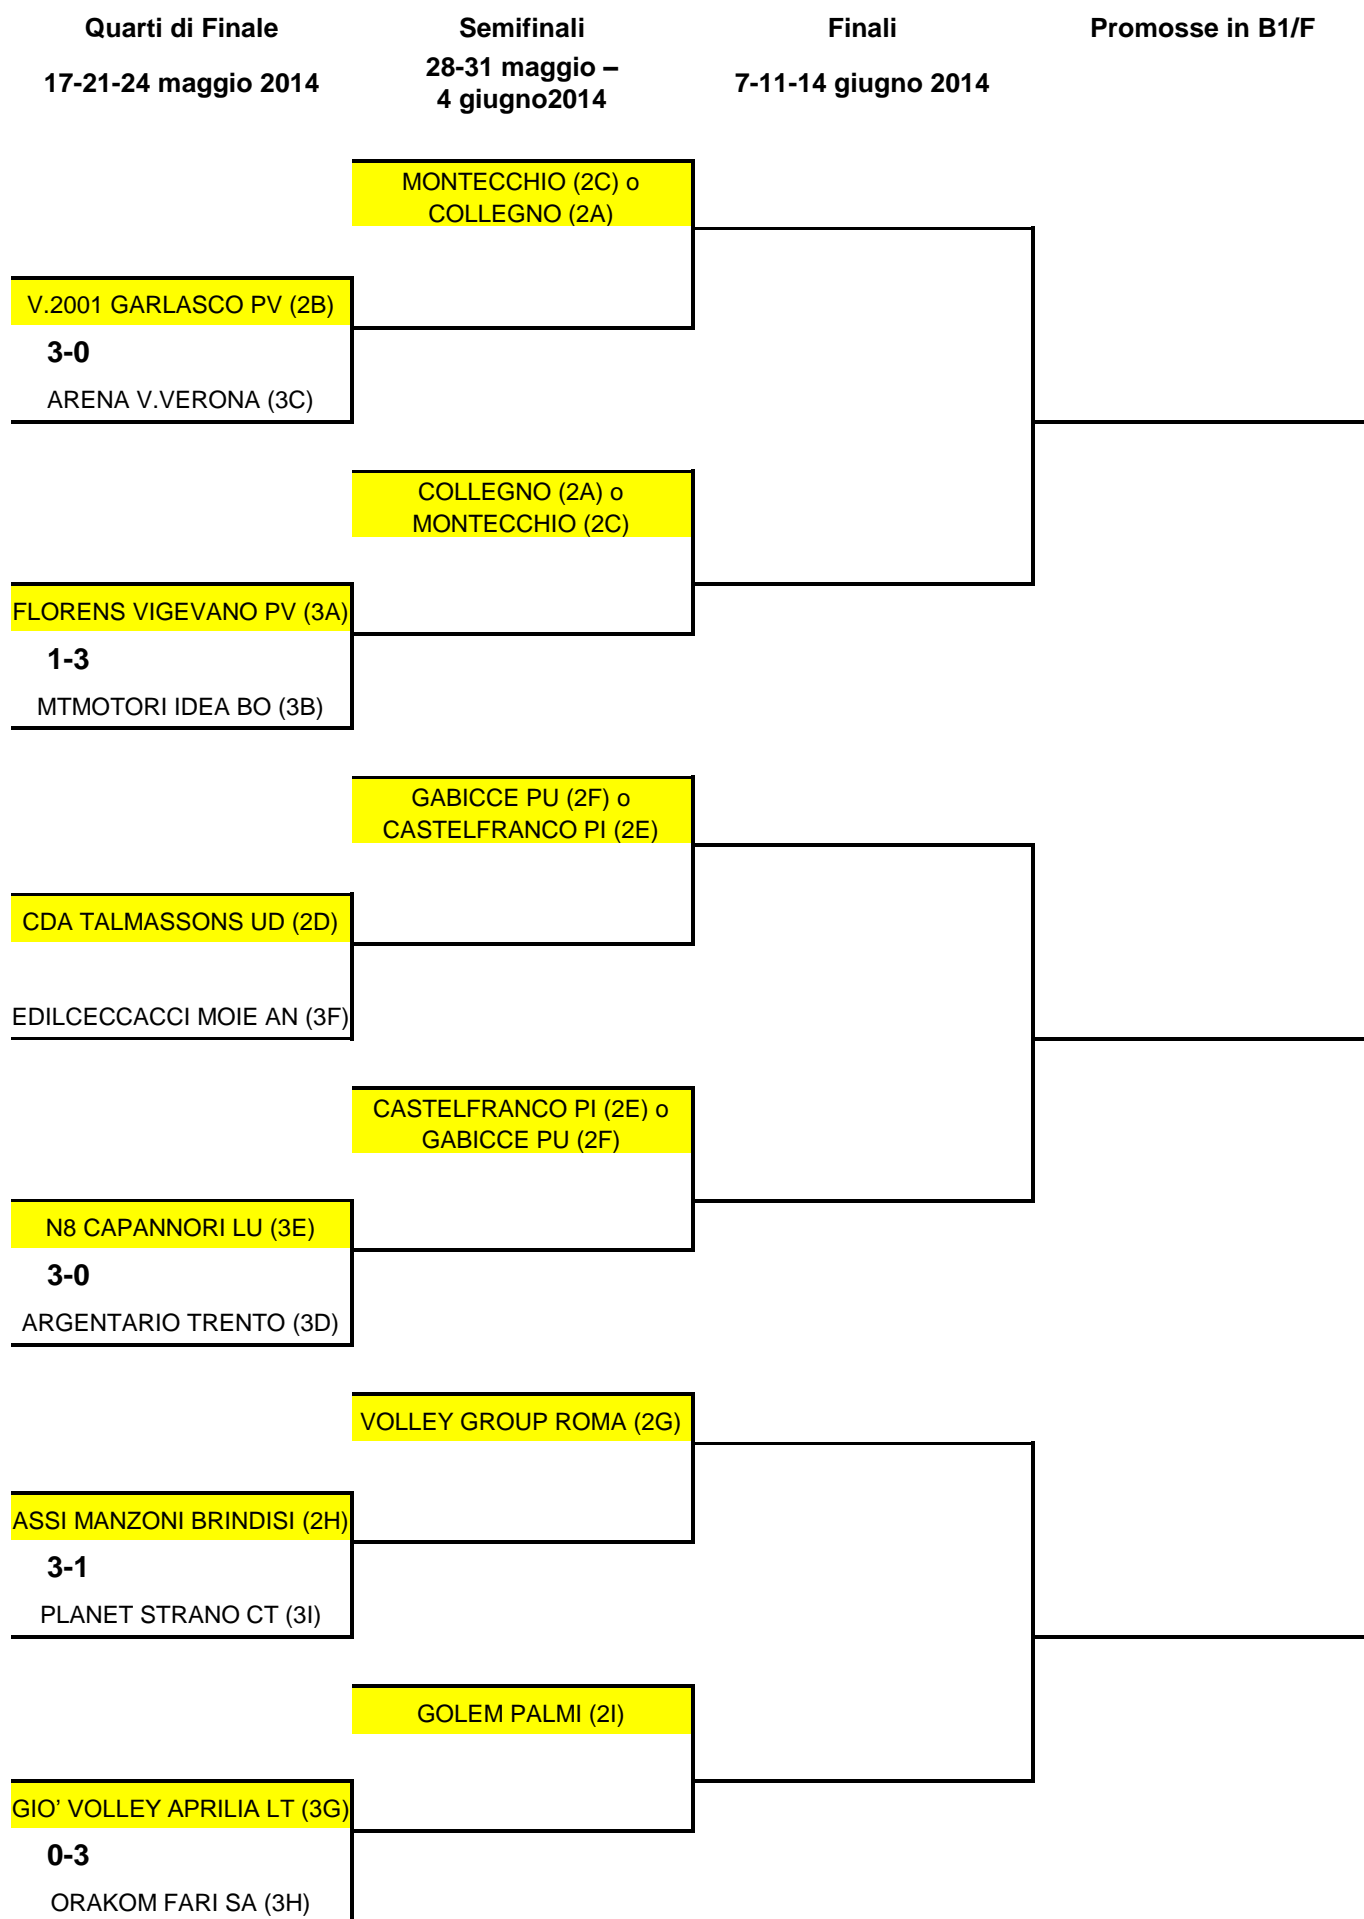 Quarti di Finale
Semifinali
Finali
Promosse in B1/F
17-21-24 maggio 2014
28-31 maggio –
4 giugno2014
7-11-14 giugno 2014
MONTECCHIO (2C) o
COLLEGNO (2A)
V.2001 GARLASCO PV (2B)
3-0
ARENA V.VERONA (3C)
COLLEGNO (2A) o
MONTECCHIO (2C)
FLORENS VIGEVANO PV (3A)
1-3
MTMOTORI IDEA BO (3B)
GABICCE PU (2F) o
CASTELFRANCO PI (2E)
CDA TALMASSONS UD (2D)
EDILCECCACCI MOIE AN (3F)
CASTELFRANCO PI (2E) o
GABICCE PU (2F)
N8 CAPANNORI LU (3E)
3-0
ARGENTARIO TRENTO (3D)
VOLLEY GROUP ROMA (2G)
ASSI MANZONI BRINDISI (2H)
3-1
PLANET STRANO CT (3I)
GOLEM PALMI (2I)
GIO’ VOLLEY APRILIA LT (3G)
0-3
ORAKOM FARI SA (3H)